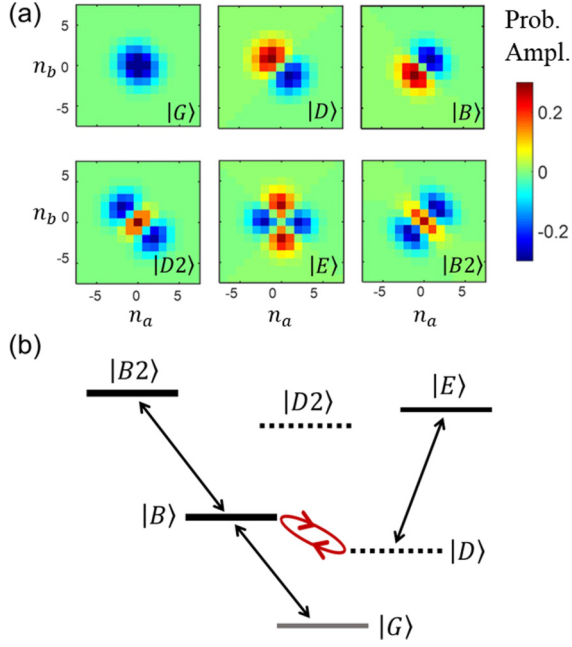 (a)
Prob.
Ampl.
n_b
5
0
-5
|G⟩
|D⟩
|B⟩
0.2
0
-0.2
n_b
5
0
-5
|D2⟩
|E⟩
|B2⟩
-5 0 5
-5 0 5
-5 0 5
n_a
n_a
n_a
(b)
|B2⟩
|D2⟩
|E⟩
|B⟩
|D⟩
|G⟩